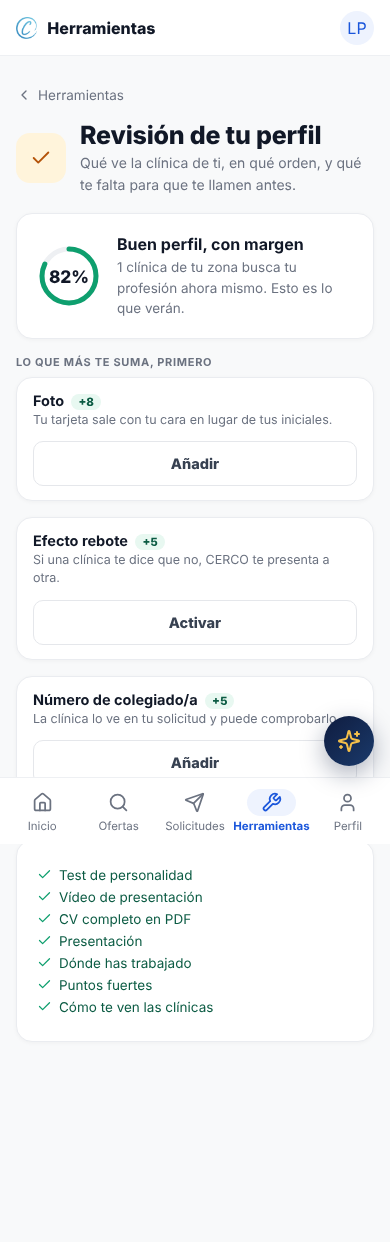 Herramientas
LP
Herramientas
Revisión de tu perfil
Qué ve la clínica de ti, en qué orden, y qué
te falta para que te llamen antes.
82%
Buen perfil, con margen
1 clínica de tu zona busca tu
profesión ahora mismo. Esto es lo
que verán.
LO QUE MÁS TE SUMA, PRIMERO
Foto +8
Tu tarjeta sale con tu cara en lugar de tus iniciales.
Añadir
Efecto rebote +5
Si una clínica te dice que no, CERCO te presenta a
otra.
Activar
Número de colegiado/a +5
La clínica lo ve en tu solicitud y puede comprobarlo.
Añadir
Inicio
Ofertas
Solicitudes
Herramientas
Perfil
Test de personalidad
Vídeo de presentación
CV completo en PDF
Presentación
Dónde has trabajado
Puntos fuertes
Cómo te ven las clínicas